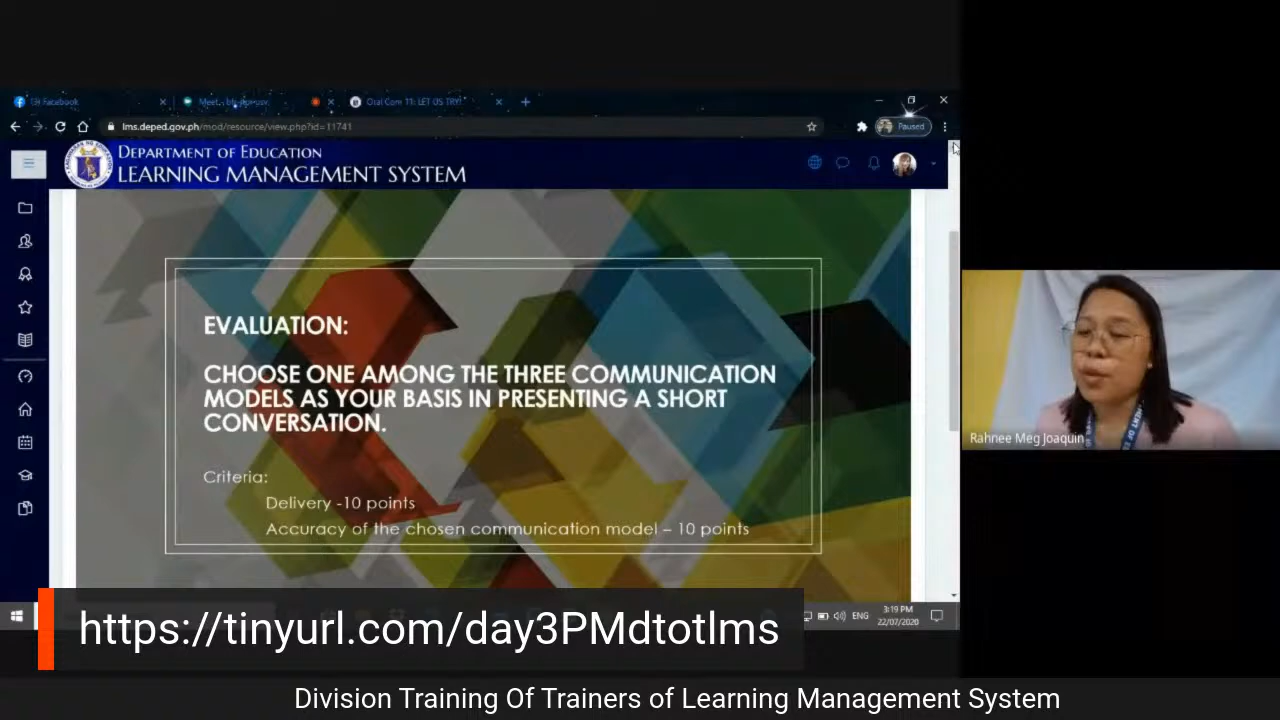 Facebook
Oral Com 11: LET US TRY!
lms.deped.gov.ph/mod/resource/view.php?id=11741
Paused
DEPARTMENT OF EDUCATION
LEARNING MANAGEMENT SYSTEM
EVALUATION:
CHOOSE ONE AMONG THE THREE COMMUNICATION
MODELS AS YOUR BASIS IN PRESENTING A SHORT
CONVERSATION.
Criteria:
Delivery -10 points
Accuracy of the chosen communication model – 10 points
Rahnee Meg Joaquin
ENG
3:19 PM
22/07/2020
https://tinyurl.com/day3PMdtotlms
Division Training Of Trainers of Learning Management System